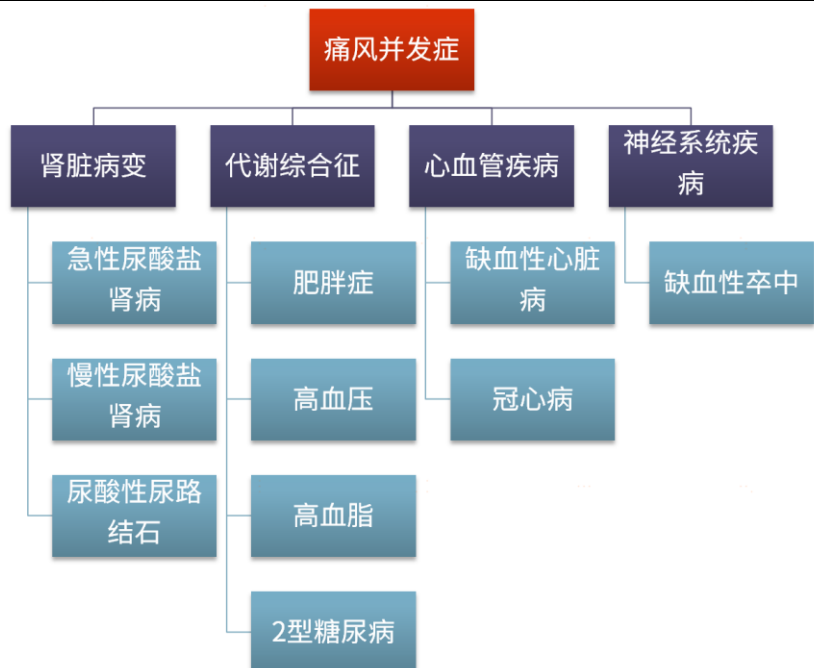 痛风并发症
肾脏病变
代谢综合征
心血管疾病
神经系统疾
病
急性尿酸盐
肾病
肥胖症
缺血性心脏
病
缺血性卒中
慢性尿酸盐
肾病
高血压
冠心病
尿酸性尿路
结石
高血脂
2型糖尿病